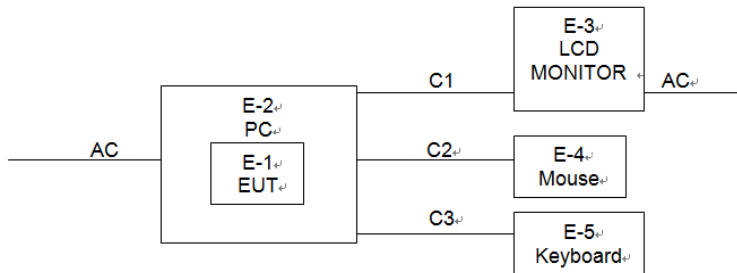 AC
E-2
PC
E-1
EUT
C1
C2
C3
E-3
LCD
MONITOR
AC
E-4
Mouse
E-5
Keyboard